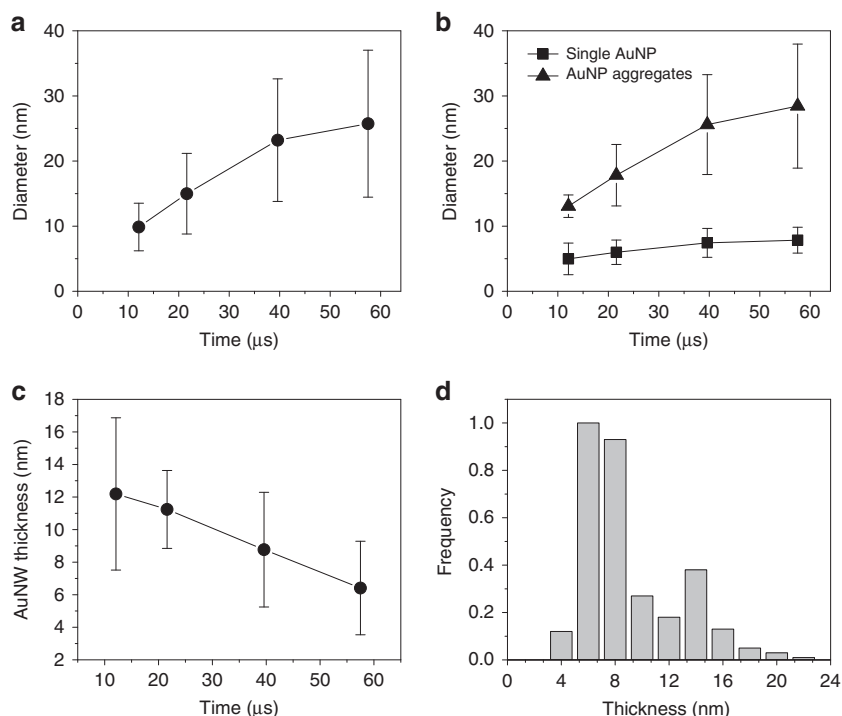 a
40
30
20
10
0
Diameter (nm)
0 10 20 30 40 50 60
Time (μs)
b
40
30
20
10
0
Diameter (nm)
Single AuNP
AuNP aggregates
0 10 20 30 40 50 60
Time (μs)
c
18
16
14
12
10
8
6
4
2
AuNW thickness (nm)
10 20 30 40 50 60
Time (μs)
d
1.0
0.8
0.6
0.4
0.2
0.0
Frequency
0 4 8 12 16 20 24
Thickness (nm)